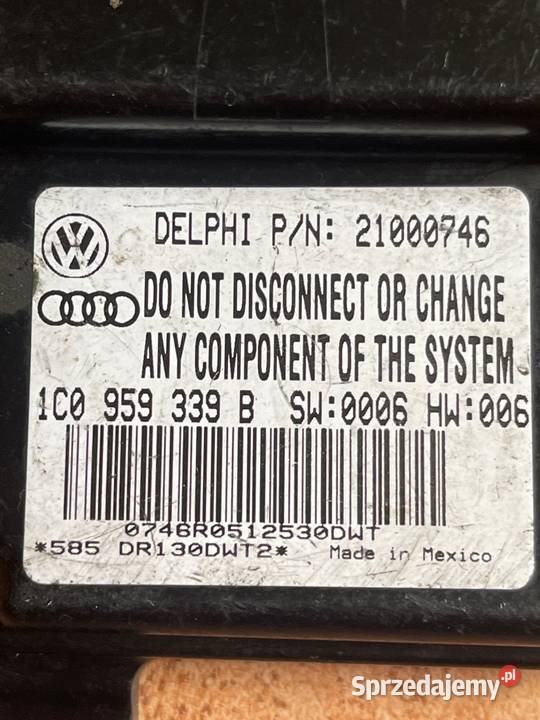 DELPHI P/N: 21000746
DO NOT DISCONNECT OR CHANGE
ANY COMPONENT OF THE SYSTEM
1C0 959 339 B SW:0006 HW:006
0746R0512530DWT
*585 DR130DWT2* Made in Mexico
Sprzedajemy.pl